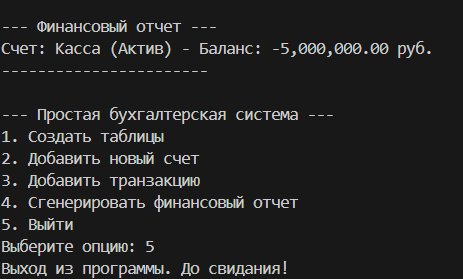 --- Финансовый отчет ---
Счет: Касса (Актив) - Баланс: -5,000,000.00 руб.
-----------------------
--- Простая бухгалтерская система ---
1. Создать таблицы
2. Добавить новый счет
3. Добавить транзакцию
4. Сгенерировать финансовый отчет
5. Выйти
Выберите опцию: 5
Выход из программы. До свидания!